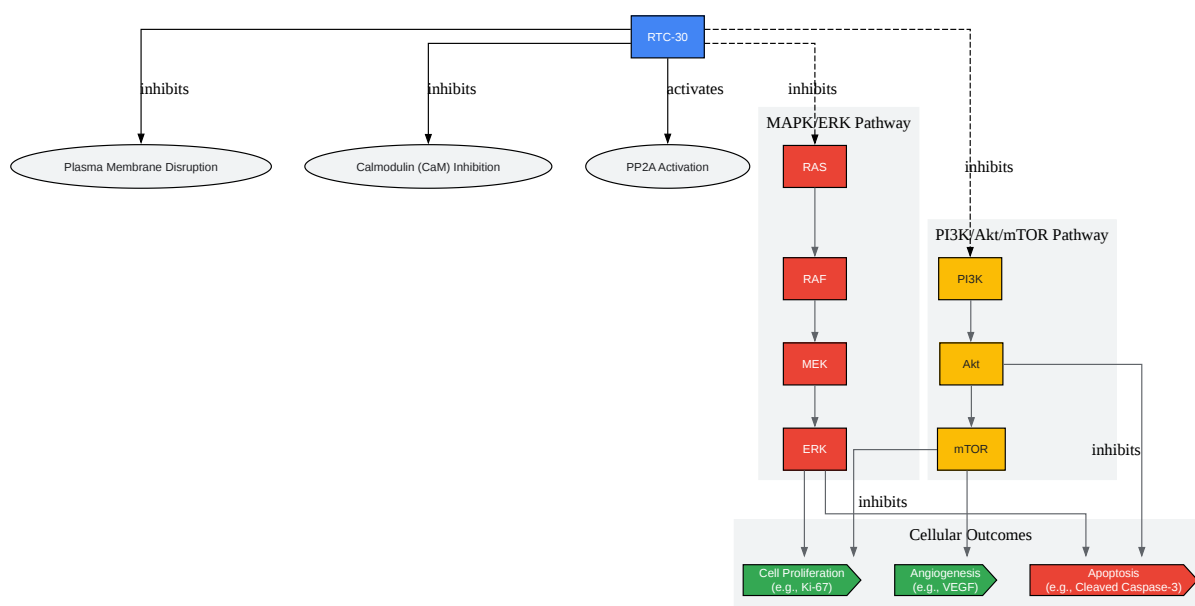 RTC-30
inhibits
inhibits
activates
inhibits
MAPK/ERK Pathway
Plasma Membrane Disruption
Calmodulin (CaM) Inhibition
PP2A Activation
RAS
inhibits
PI3K/Akt/mTOR Pathway
RAF
PI3K
MEK
Akt
ERK
mTOR
inhibits
inhibits
Cellular Outcomes
Cell Proliferation
(e.g., Ki-67)
Angiogenesis
(e.g., VEGF)
Apoptosis
(e.g., Cleaved Caspase-3)